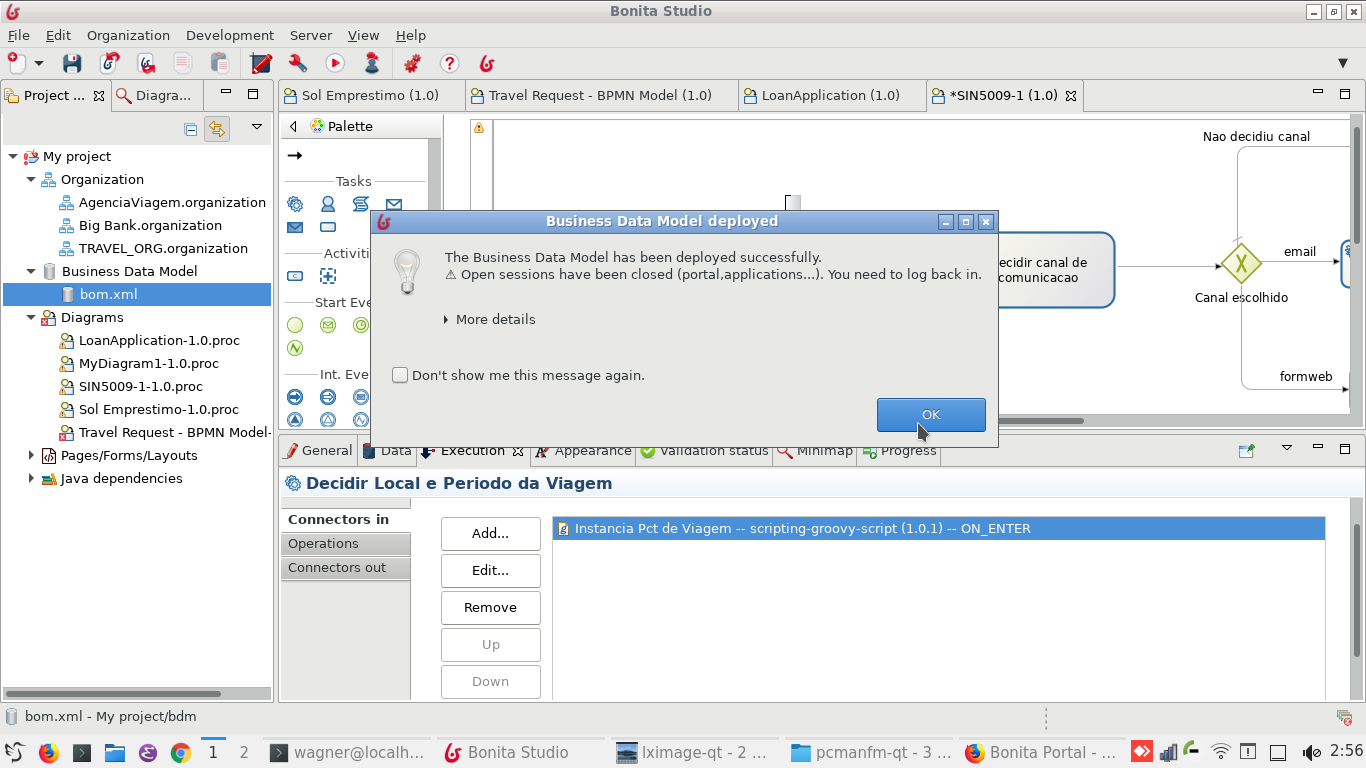 Bonita Studio
File Edit Organization Development Server View Help
Project ... Diagra...
Sol Emprestimo (1.0) Travel Request - BPMN Model (1.0) LoanApplication (1.0) *SIN5009-1 (1.0)
My project
Organization
AgenciaViagem.organization
Big Bank.organization
TRAVEL_ORG.organization
Business Data Model
bom.xml
Diagrams
LoanApplication-1.0.proc
MyDiagram1-1.0.proc
SIN5009-1-1.0.proc
Sol Emprestimo-1.0.proc
Travel Request - BPMN Model-
Pages/Forms/Layouts
Java dependencies
Palette
Tasks
Activiti
Start Eve
Int. Eve
Nao decidiu canal
ecidir canal de
comunicacao
email
Canal escolhido
formweb
Business Data Model deployed
The Business Data Model has been deployed successfully.
⚠ Open sessions have been closed (portal,applications...). You need to log back in.
More details
Don't show me this message again.
OK
General Data Execution Appearance Validation status Minimap Progress
Decidir Local e Periodo da Viagem
Connectors in
Operations
Connectors out
Add...
Edit...
Remove
Up
Down
Instancia Pct de Viagem -- scripting-groovy-script (1.0.1) -- ON_ENTER
bom.xml - My project/bdm
1 2 wagner@localh... Bonita Studio lximage-qt - 2 ... pcmanfm-qt - 3 ... Bonita Portal - ... 2:56